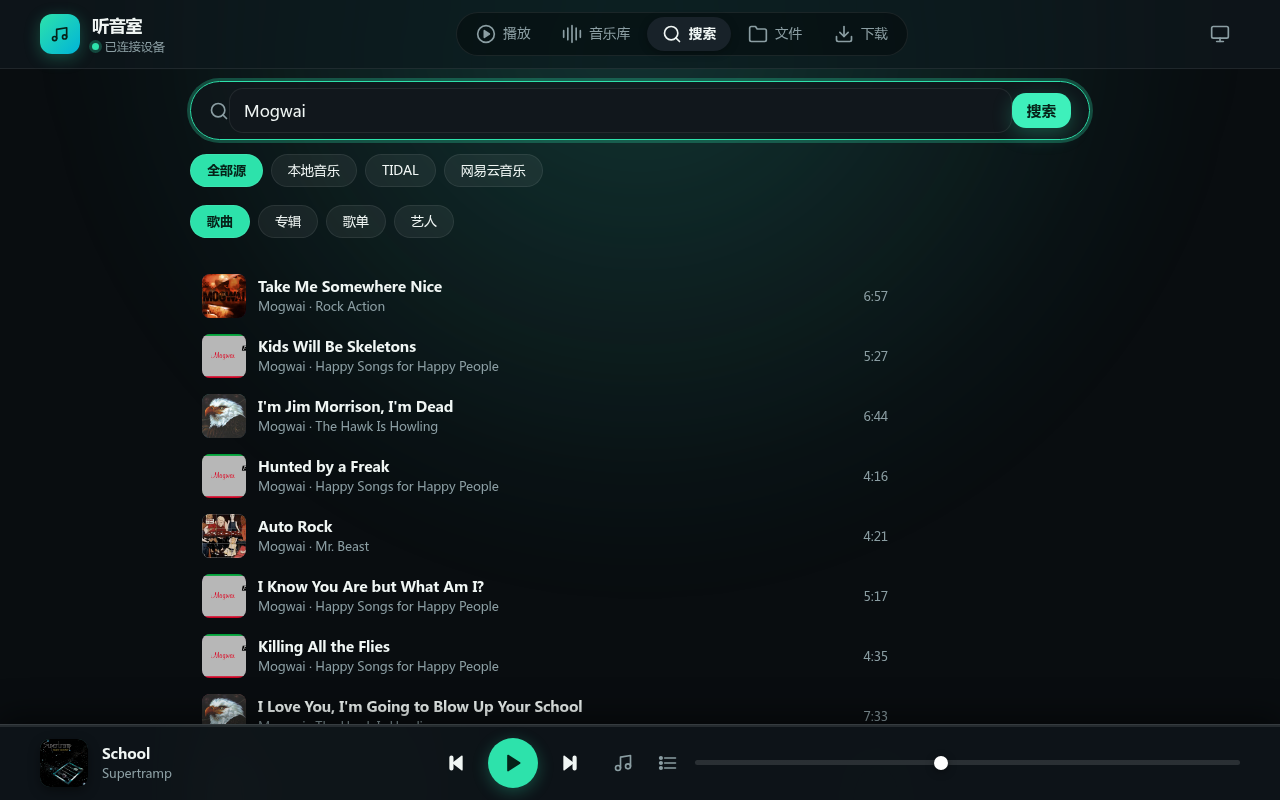 听音室
已连接设备
播放
音乐库
搜索
文件
下载
Mogwai
搜索
全部源
本地音乐
TIDAL
网易云音乐
歌曲
专辑
歌单
艺人
Take Me Somewhere Nice
Mogwai · Rock Action
6:57
Kids Will Be Skeletons
Mogwai · Happy Songs for Happy People
5:27
I'm Jim Morrison, I'm Dead
Mogwai · The Hawk Is Howling
6:44
Hunted by a Freak
Mogwai · Happy Songs for Happy People
4:16
Auto Rock
Mogwai · Mr. Beast
4:21
I Know You Are but What Am I?
Mogwai · Happy Songs for Happy People
5:17
Killing All the Flies
Mogwai · Happy Songs for Happy People
4:35
I Love You, I'm Going to Blow Up Your School
7:33
School
Supertramp